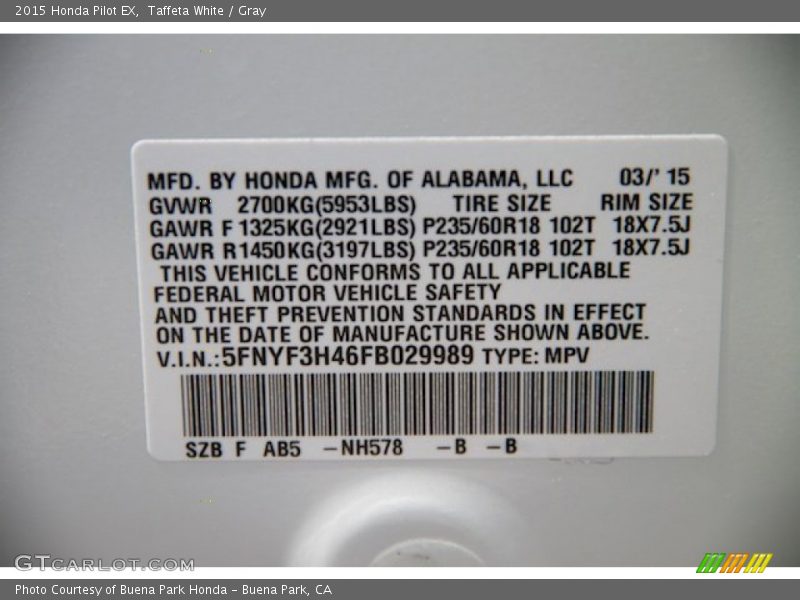 2015 Honda Pilot EX, Taffeta White / Gray
MFD. BY HONDA MFG. OF ALABAMA, LLC 03/' 15
GVWR 2700KG(5953LBS) TIRE SIZE RIM SIZE
GAWR F 1325KG(2921LBS) P235/60R18 102T 18X7.5J
GAWR R1450KG(3197LBS) P235/60R18 102T 18X7.5J
THIS VEHICLE CONFORMS TO ALL APPLICABLE
FEDERAL MOTOR VEHICLE SAFETY
AND THEFT PREVENTION STANDARDS IN EFFECT
ON THE DATE OF MANUFACTURE SHOWN ABOVE.
V.I.N.:5FNYF3H46FB029989 TYPE: MPV
SZB F AB5 -NH578 -B -B
GTCARLOT.COM
Photo Courtesy of Buena Park Honda - Buena Park, CA